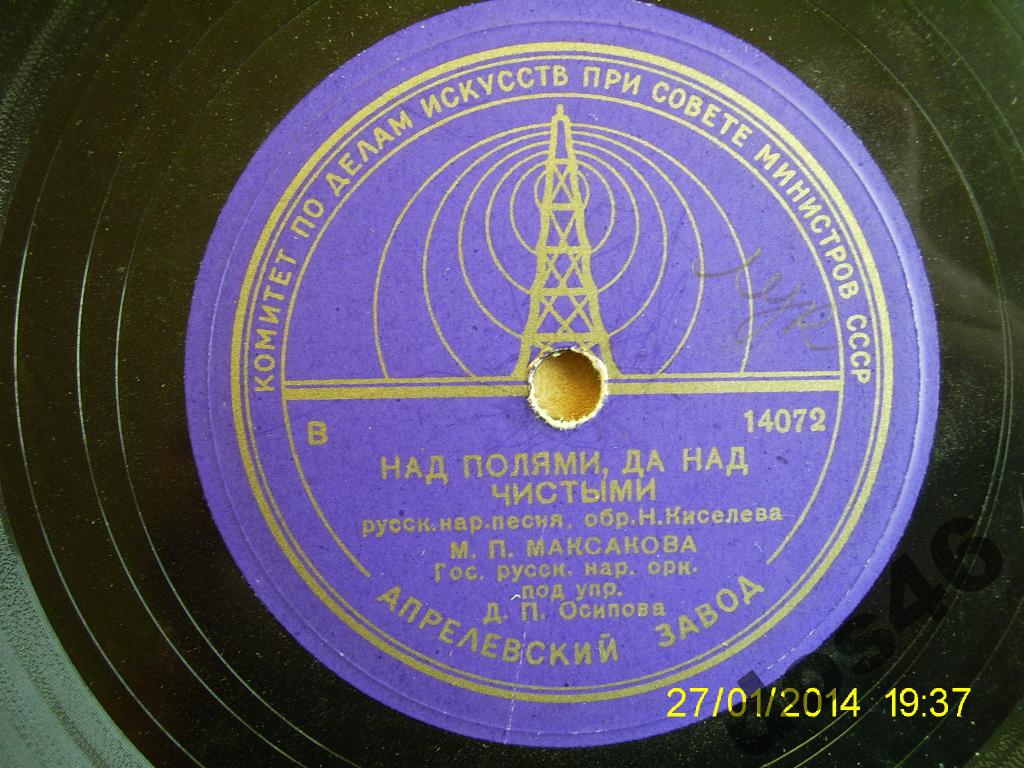 КОМИТЕТ ПО ДЕЛАМ ИСКУССТВ ПРИ СОВЕТЕ МИНИСТРОВ СССР
В 14072
НАД ПОЛЯМИ, ДА НАД
ЧИСТЫМИ
русск.нар.песня, обр.Н.Киселева
М. П. МАКСАКОВА
Гос. русск. нар. орк.
под упр.
Д. П. Осипова
АПРЕЛЕВСКИЙ ЗАВОД
27/01/2014 19:37
dos46